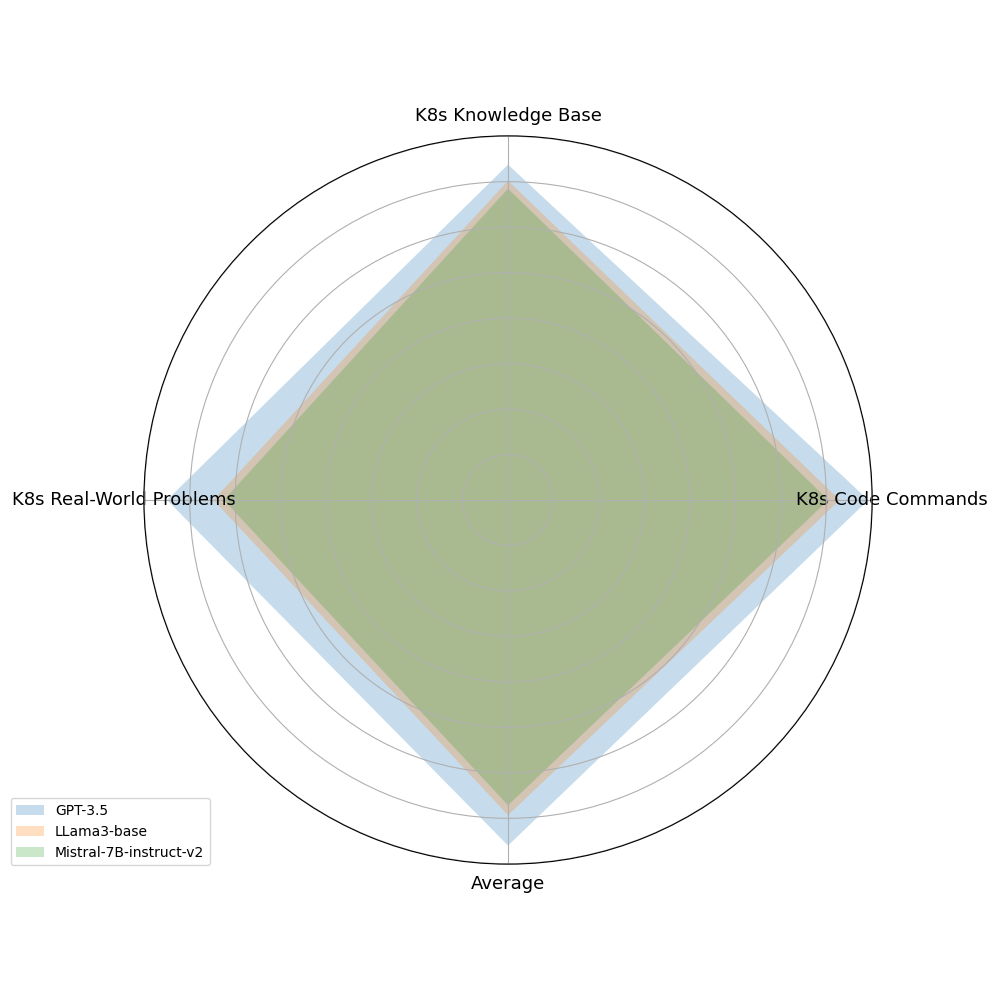 K8s Knowledge Base
K8s Real-World Problems
K8s Code Commands
GPT-3.5
LLama3-base
Mistral-7B-instruct-v2
Average